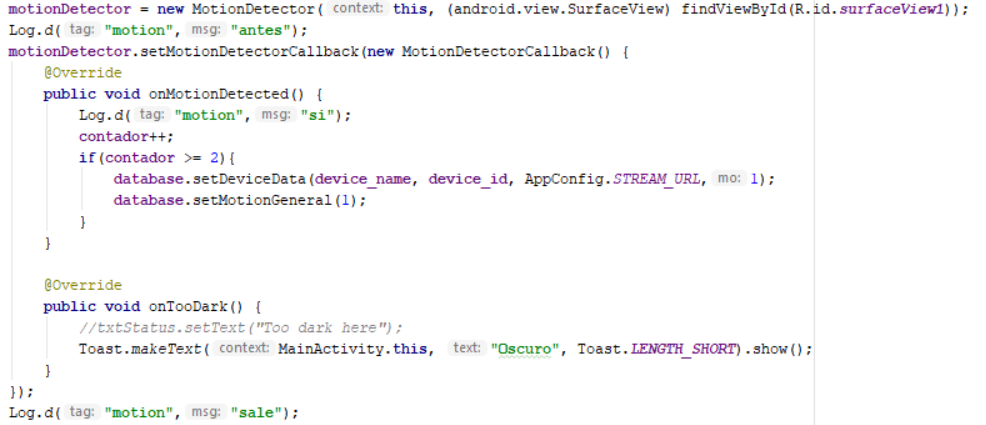 motionDetector = new MotionDetector( context: this, (android.view.SurfaceView) findViewById(R.id.surfaceView1));
Log.d( tag: "motion", msg: "antes");
motionDetector.setMotionDetectorCallback(new MotionDetectorCallback() {
    @Override
    public void onMotionDetected() {
        Log.d( tag: "motion", msg: "si");
        contador++;
        if(contador >= 2){
            database.setDeviceData(device_name, device_id, AppConfig.STREAM_URL, mo: 1);
            database.setMotionGeneral(1);
        }
    }

    @Override
    public void onTooDark() {
        //txtStatus.setText("Too dark here");
        Toast.makeText( context: MainActivity.this, text: "Oscuro", Toast.LENGTH_SHORT).show();
    }
});
Log.d( tag: "motion", msg: "sale");